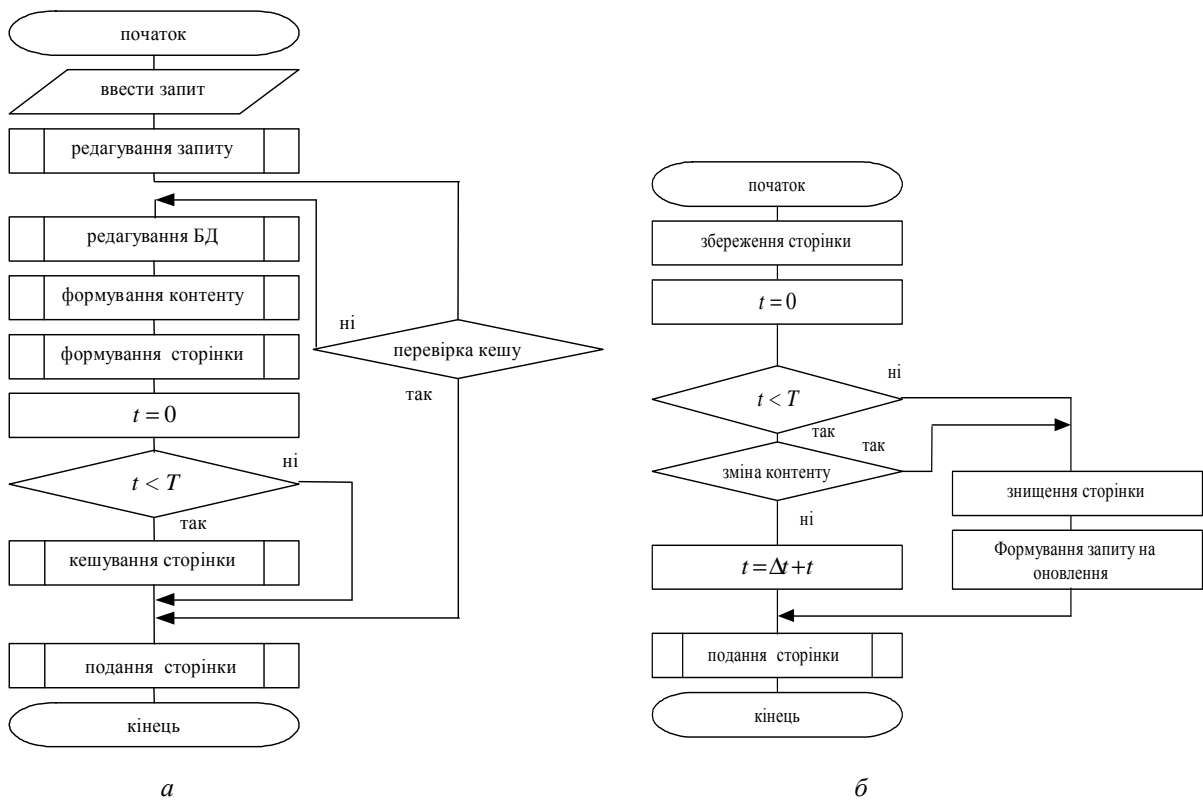 початок
ввести запит
редагування запиту
редагування БД
формування контенту
формування сторінки
t = 0
t < T
ні
так
кешування сторінки
подання сторінки
кінець
ні
перевірка кешу
так
а
початок
збереження сторінки
t = 0
t < T
ні
так
так
зміна контенту
ні
t = Δt+t
знищення сторінки
Формування запиту на
оновлення
подання сторінки
кінець
б